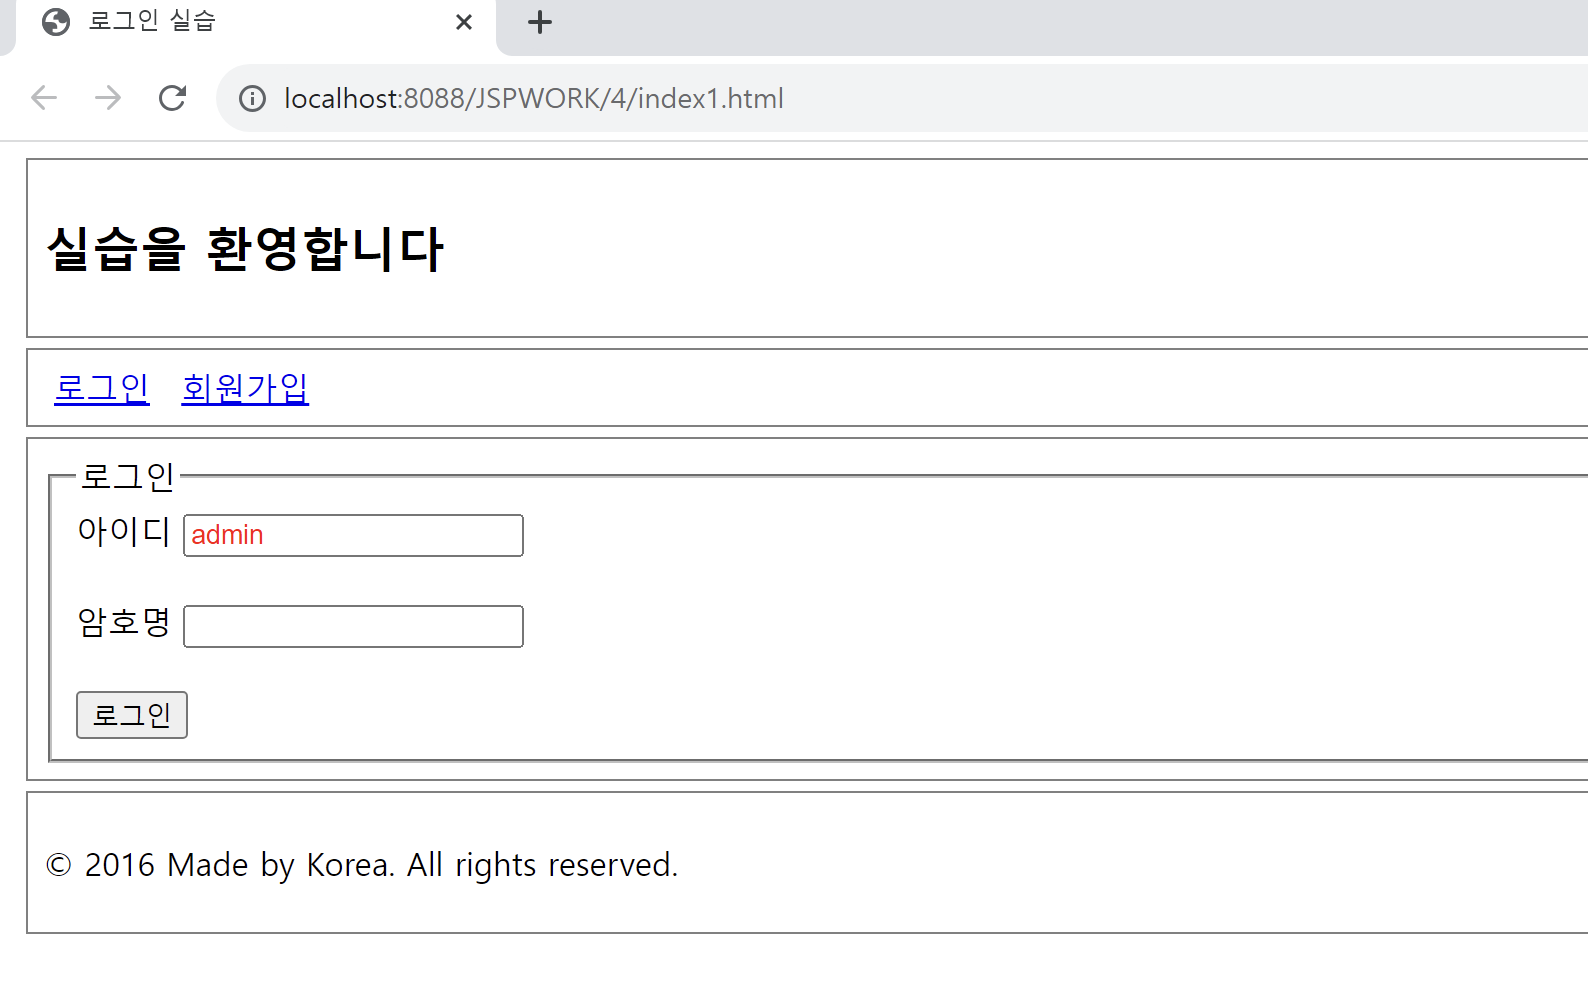 로그인 실습
localhost:8088/JSPWORK/4/index1.html
실습을 환영합니다
로그인 회원가입
로그인
아이디 admin
암호명
로그인
© 2016 Made by Korea. All rights reserved.